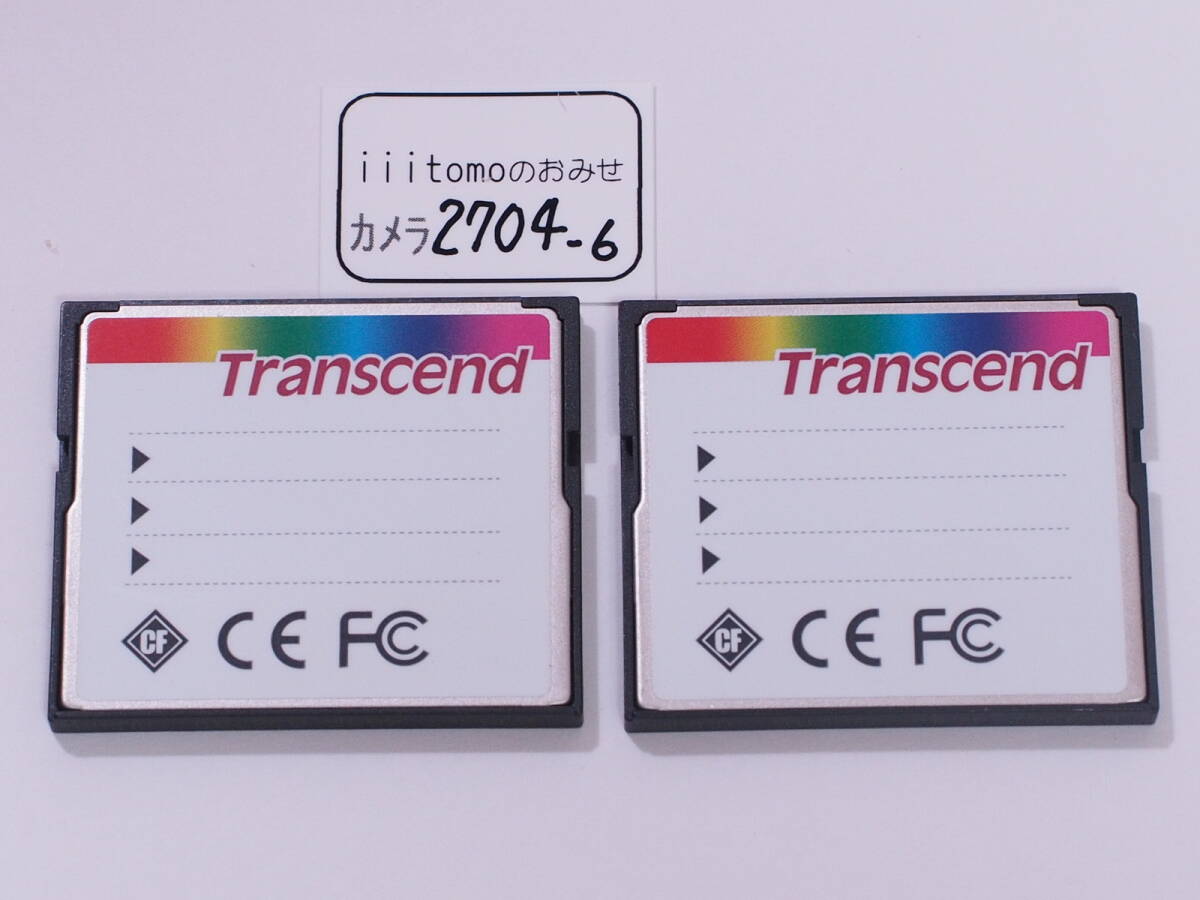 iiitomoのおみせ
カメラ2704-6
Transcend
CF CE FC
Transcend
CF CE FC